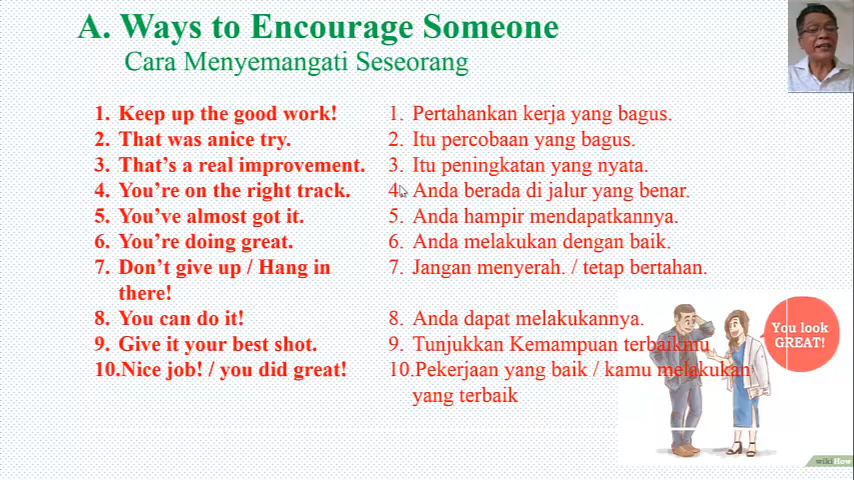 A. Ways to Encourage Someone
Cara Menyemangati Seseorang
1. Keep up the good work!
2. That was anice try.
3. That's a real improvement.
4. You're on the right track.
5. You've almost got it.
6. You're doing great.
7. Don't give up / Hang in
there!
8. You can do it!
9. Give it your best shot.
10.Nice job! / you did great!
1. Pertahankan kerja yang bagus.
2. Itu percobaan yang bagus.
3. Itu peningkatan yang nyata.
4. Anda berada di jalur yang benar.
5. Anda hampir mendapatkannya.
6. Anda melakukan dengan baik.
7. Jangan menyerah. / tetap bertahan.
8. Anda dapat melakukannya.
9. Tunjukkan Kemampuan terbaikmu
10.Pekerjaan yang baik / kamu melakukan
yang terbaik
You look
GREAT!
wikiHow